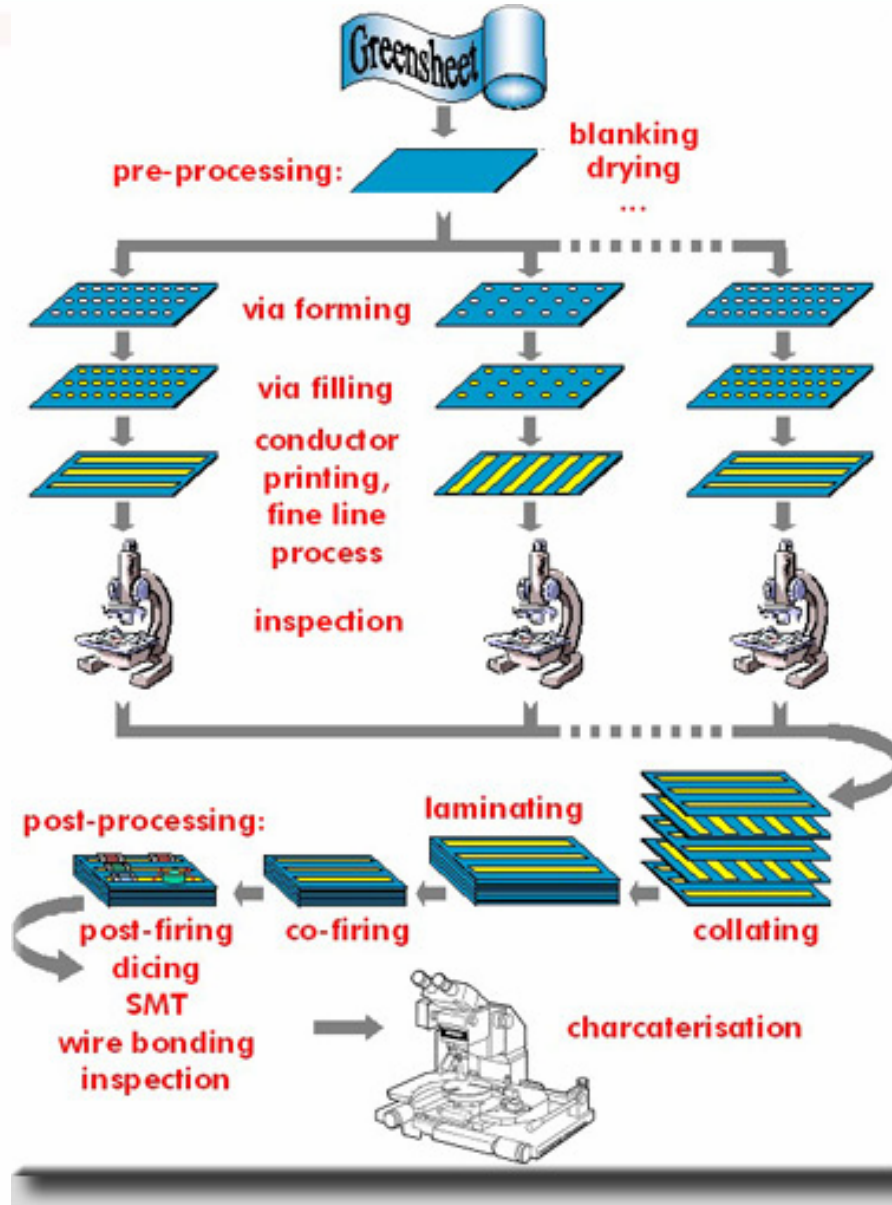 Greensheet
pre-processing:
blanking
drying
...
via forming
via filling
conductor
printing,
fine line
process
inspection
post-processing:
laminating
post-firing
co-firing
collating
dicing
SMT
wire bonding
inspection
charcaterisation